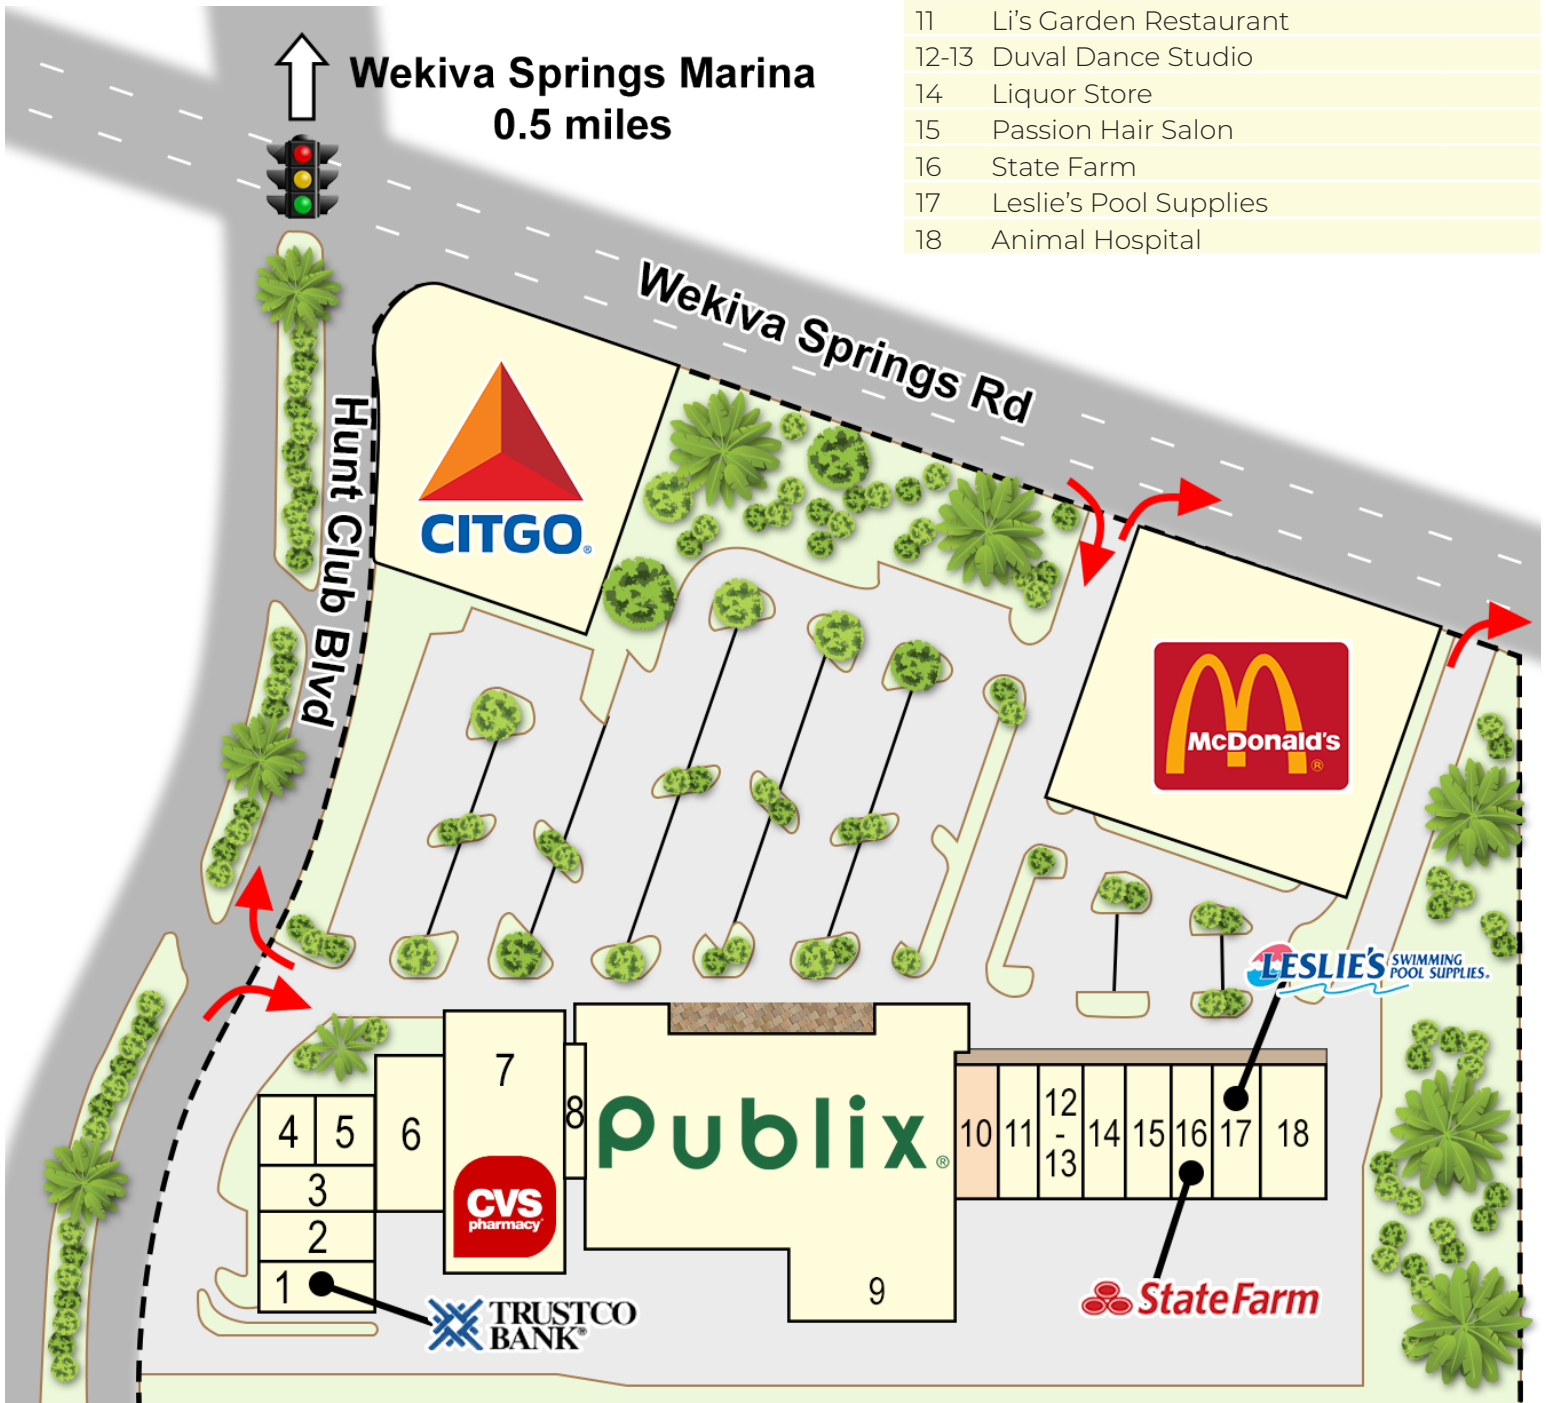 11 Li's Garden Restaurant
12-13 Duval Dance Studio
14 Liquor Store
15 Passion Hair Salon
16 State Farm
17 Leslie's Pool Supplies
18 Animal Hospital
Wekiva Springs Marina
0.5 miles
Wekiva Springs Rd
Hunt Club Blvd
CITGO®
McDonald's®
LESLIE'S SWIMMING
POOL SUPPLIES.
7
8
Publix®
4 5 6
3
2
1
CVS
pharmacy
9
10 11 12
-
13 14 15 16 17 18
TRUSTCO
BANK®
State Farm